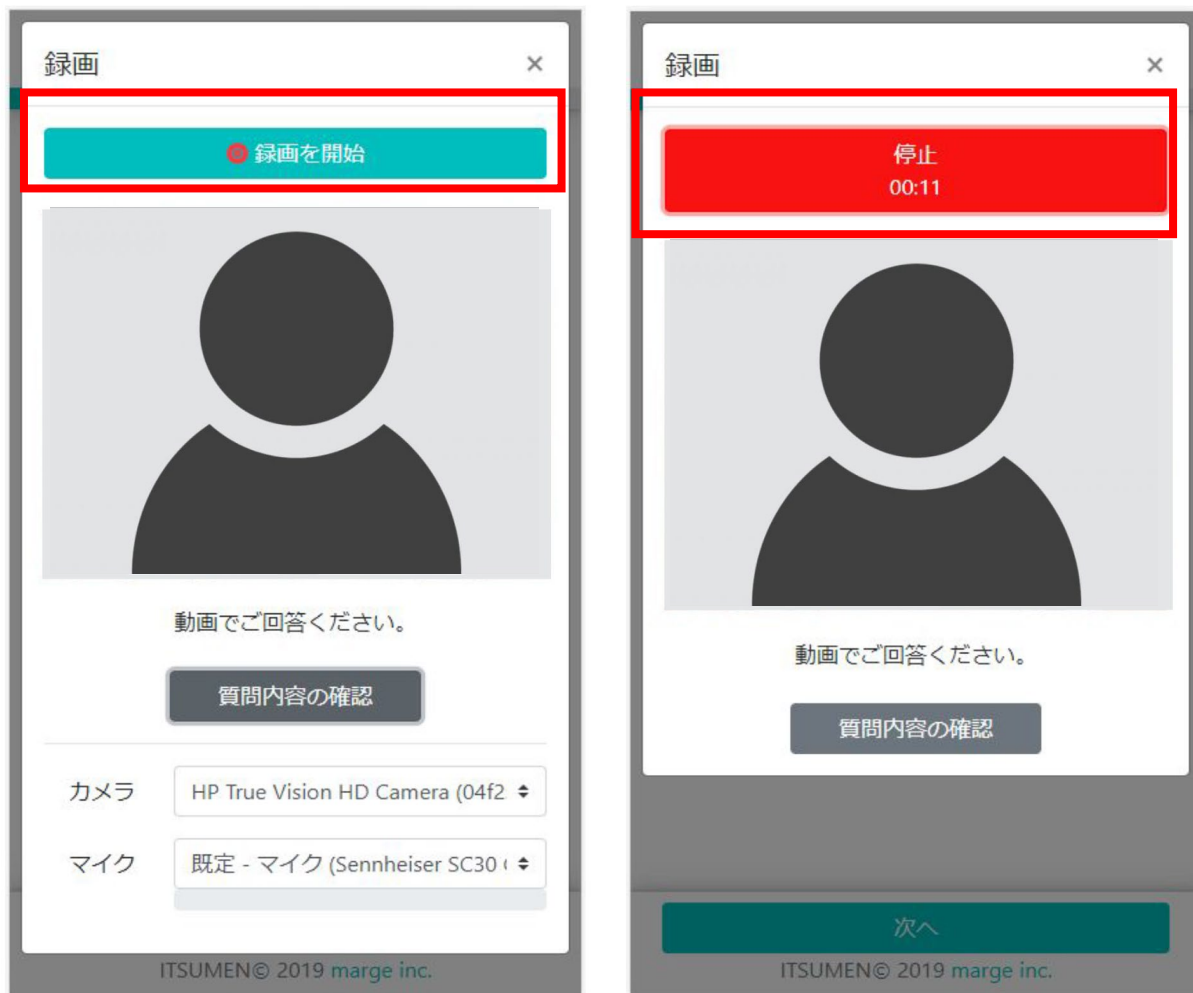 録画 ×
録画を開始
動画でご回答ください。
質問内容の確認
カメラ HP True Vision HD Camera (04f2
マイク 既定 - マイク (Sennheiser SC30 (
ITSUMEN© 2019 marge inc.
録画 ×
停止
00:11
動画でご回答ください。
質問内容の確認
次へ
ITSUMEN© 2019 marge inc.